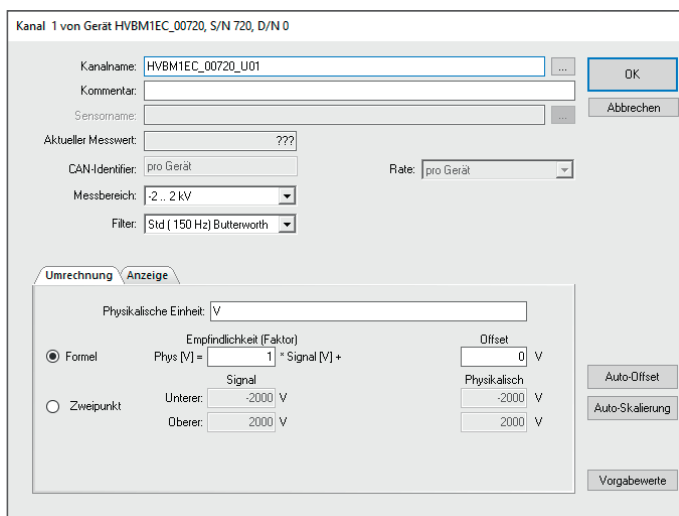 Kanal 1 von Gerät HVBM1EC_00720, S/N 720, D/N 0
Kanalname: HVBM1EC_00720_U01 ...
OK
Kommentar:
Abbrechen
Sensorname: ...
Aktueller Messwert: ???
CAN-Identifier: pro Gerät
Rate: pro Gerät
Messbereich: -2 .. 2 kV
Filter: Std ( 150 Hz) Butterworth
Umrechnung Anzeige
Physikalische Einheit: V
Empfindlichkeit (Faktor) Offset
Formel Phys [V] = 1 * Signal [V] + 0 V
Signal Physikalisch
Auto-Offset
Zweipunkt Unterer: -2000 V -2000 V
Auto-Skalierung
Oberer: 2000 V 2000 V
Vorgabewerte